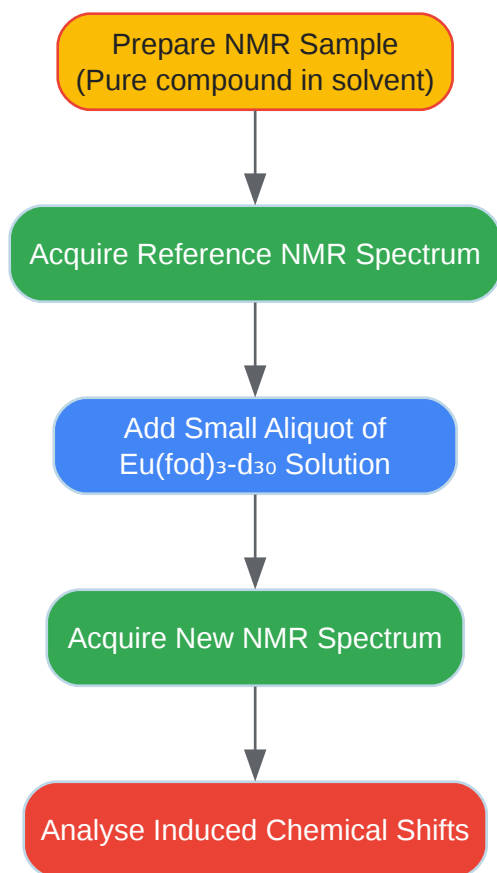 Prepare NMR Sample
(Pure compound in solvent)
Acquire Reference NMR Spectrum
Add Small Aliquot of
Eu(fod)₃-d₃₀ Solution
Acquire New NMR Spectrum
Analyse Induced Chemical Shifts